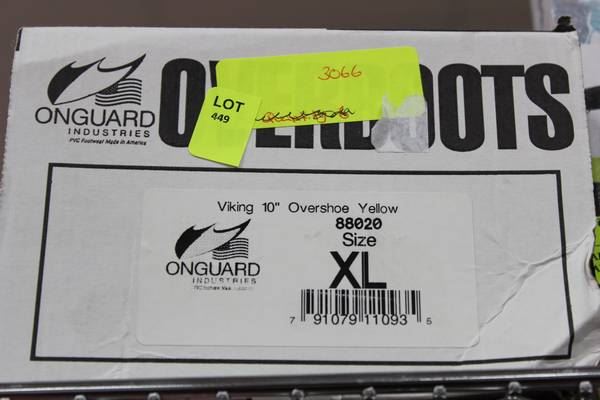 OVERBOOTS
3066
LOT
449
ONGUARD
INDUSTRIES
PVC Footwear Made in America
Viking 10" Overshoe Yellow
88020
Size
XL
ONGUARD
INDUSTRIES
7 91079 11093 5